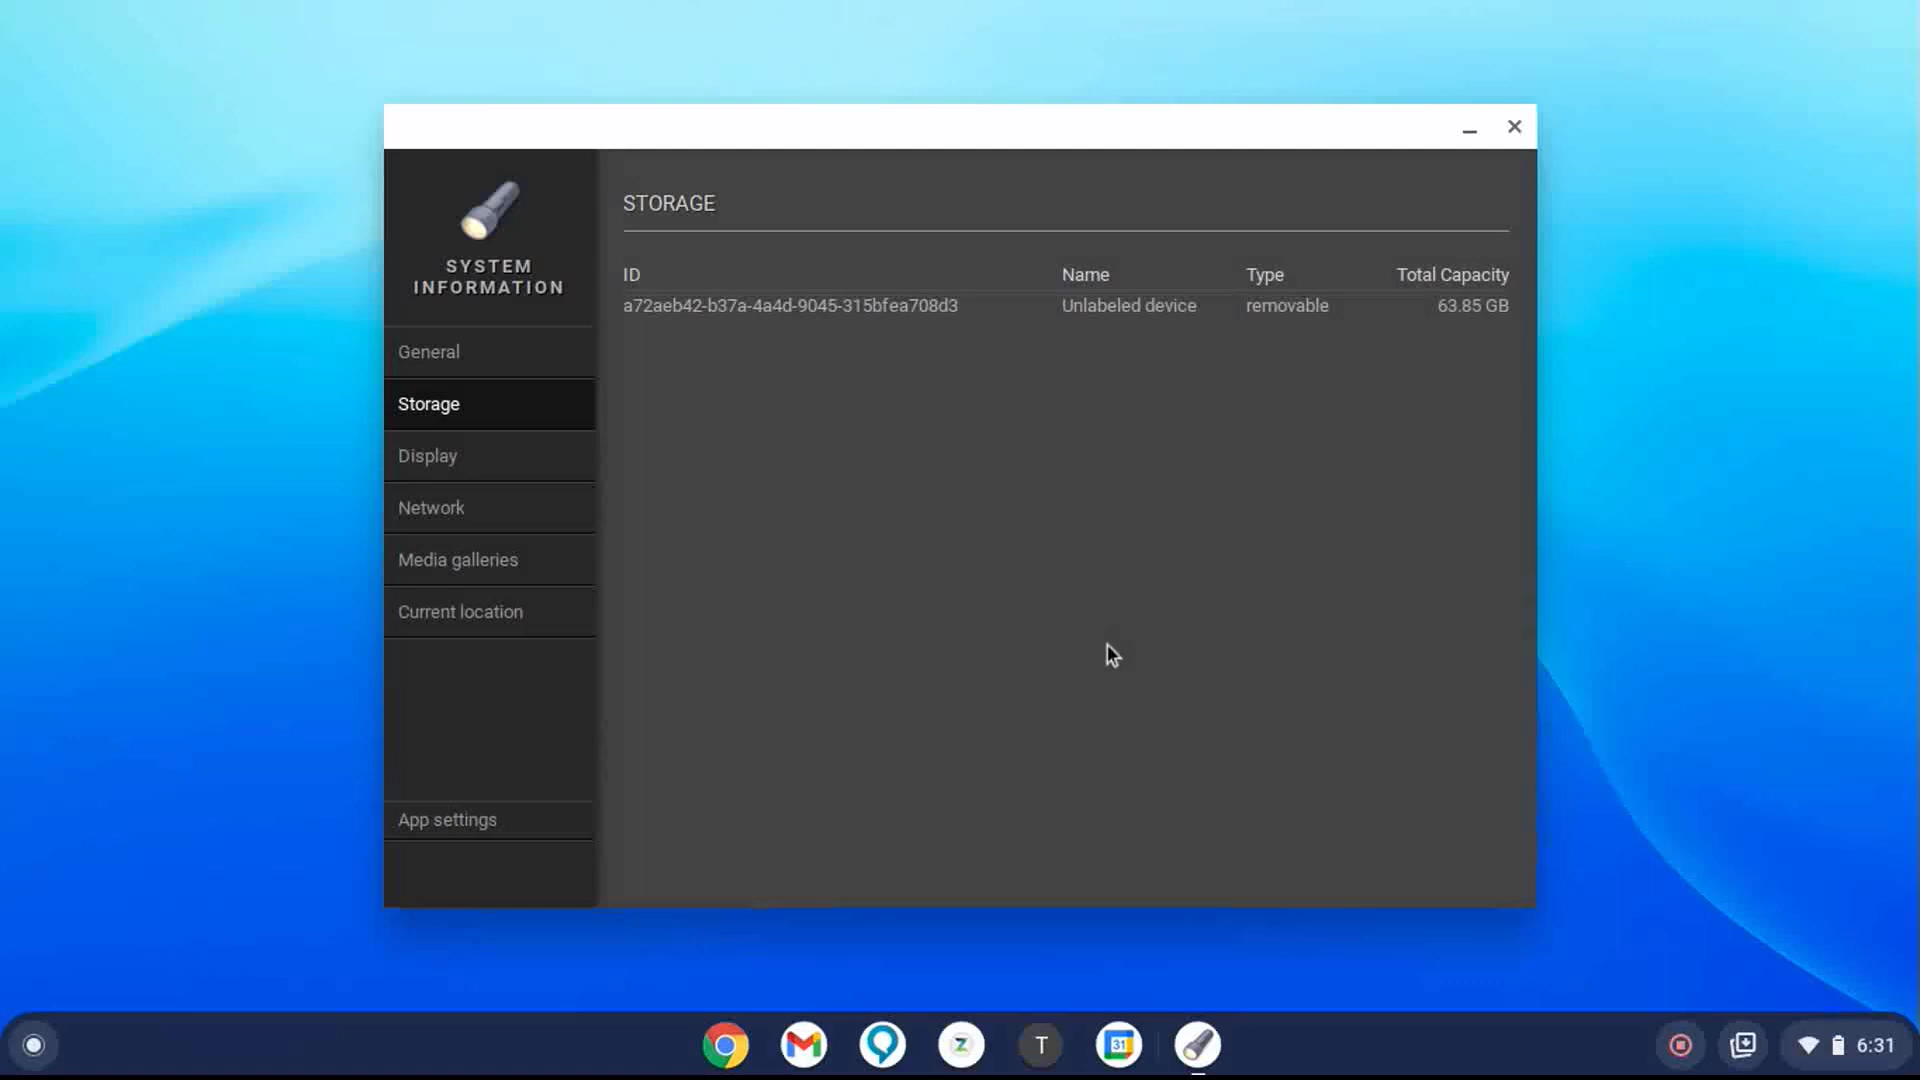 SYSTEM
INFORMATION
General
Storage
Display
Network
Media galleries
Current location
App settings
STORAGE
ID Name Type Total Capacity
a72aeb42-b37a-4a4d-9045-315bfea708d3 Unlabeled device removable 63.85 GB
Z
T
31
6:31